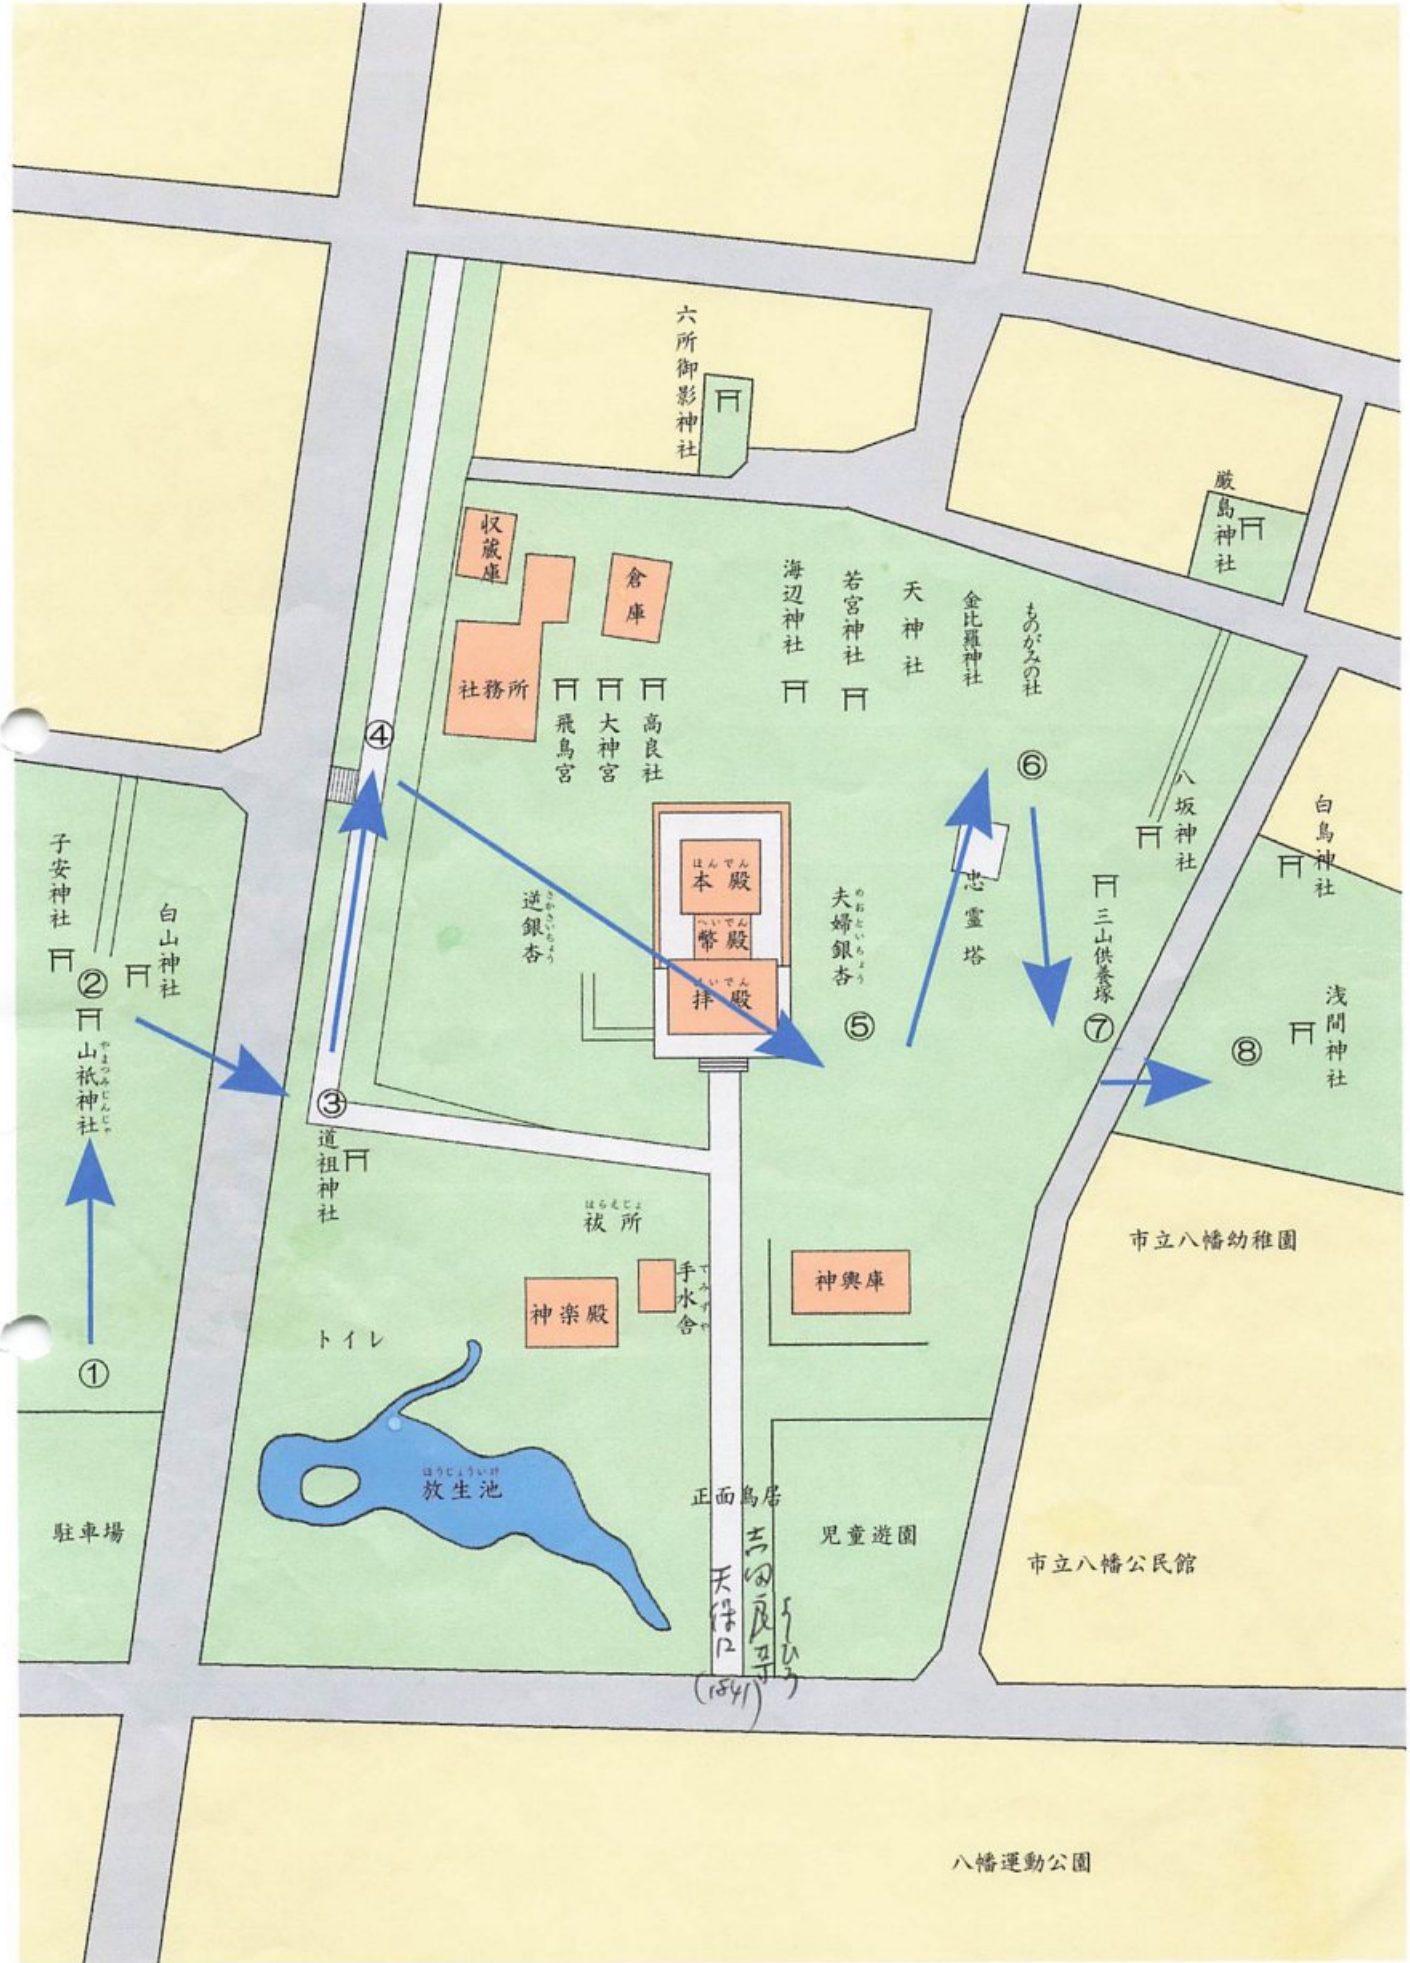 六所御影神社
厳島神社
収蔵庫
倉庫
社務所
飛鳥宮
大神宮
高良社
海辺神社
若宮神社
天神社
金比羅神社
ものがみの社
④
⑥
八坂神社
白鳥神社
子安神社
白山神社
②
山祇神社
やまつみじんじゃ
逆銀杏
さかさいちょう
ほんでん
本殿
へいでん
幣殿
はいでん
拝殿
夫婦銀杏
めおといちょう
忠霊塔
三山供養塚
⑤
⑦
⑧
浅間神社
③
道祖神社
はらえじょ
祓所
手水舎
てみずや
神楽殿
神輿庫
市立八幡幼稚園
トイレ
①
ほうじょういけ
放生池
正面鳥居
駐車場
児童遊園
市立八幡公民館
天保12
(1841)
八幡運動公園